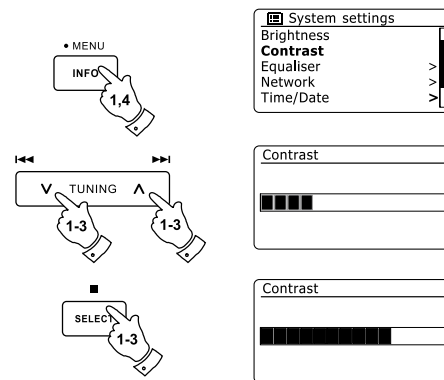 • MENU
INFO
1,4
TUNING
1-3
1-3
SELECT
1-3
System settings
Brightness
Contrast
Equaliser >
Network >
Time/Date >
Contrast
Contrast